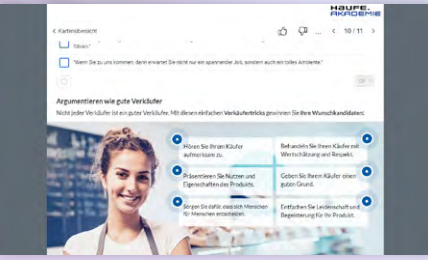 HAUFE.
AKADEMIE
< Kartenübersicht
... < 10 / 11 >
"Wenn Sie zu uns kommen, dann erwartet Sie nicht nur ein spannender Job, sondern auch ein tolles Ambiente."
Argumentieren wie gute Verkäufer
Nicht jeder Verkäufer ist ein guter Verkäufer. Mit diesen einfachen Verkäufertricks gewinnen Sie Ihre Wunschkandidaten:
Hören Sie Ihrem Käufer
aufmerksam zu.
Behandeln Sie Ihren Käufer mit
Wertschätzung und Respekt.
Präsentieren Sie Nutzen und
Eigenschaften des Produkts.
Geben Sie Ihrem Käufer einen
guten Grund.
Sorgen Sie dafür, dass sich Menschen
für Menschen entscheiden.
Entfachen Sie Leidenschaft und
Begeisterung für Ihr Produkt.